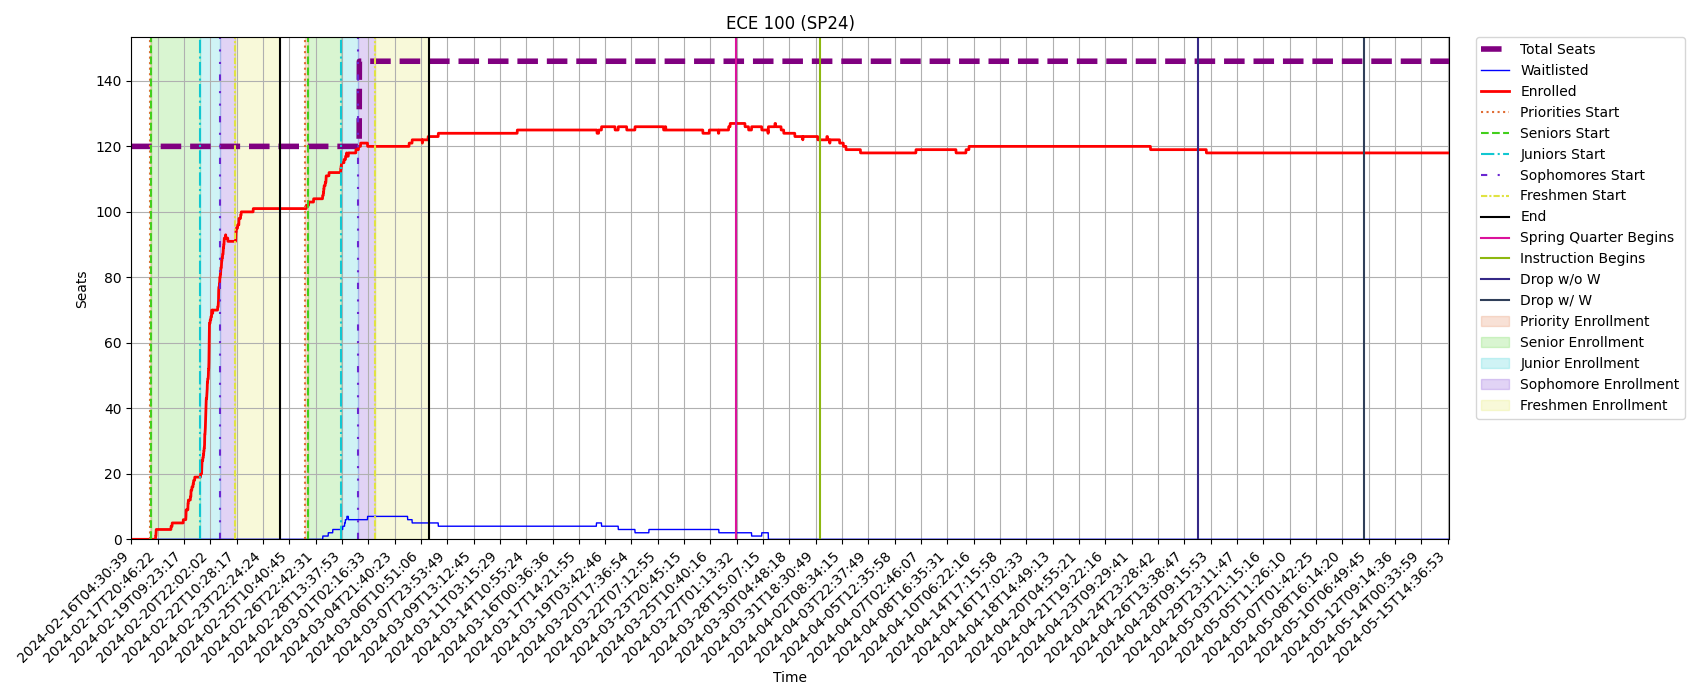 ECE 100 (SP24)
Seats
140
120
100
80
60
40
20
0
2024-02-16T04:30:39
2024-02-17T20:46:22
2024-02-19T09:23:17
2024-02-20T22:02:02
2024-02-22T10:28:17
2024-02-23T22:24:24
2024-02-25T10:40:45
2024-02-26T22:42:31
2024-02-28T13:37:53
2024-03-01T02:16:33
2024-03-04T21:40:23
2024-03-06T10:51:06
2024-03-07T23:53:49
2024-03-09T13:12:45
2024-03-11T03:15:29
2024-03-14T10:55:24
2024-03-16T00:36:36
2024-03-17T14:21:55
2024-03-19T03:42:46
2024-03-20T17:36:54
2024-03-22T07:12:55
2024-03-23T20:45:15
2024-03-25T10:40:16
2024-03-27T01:13:32
2024-03-28T15:07:15
2024-03-30T04:48:18
2024-03-31T18:30:49
2024-04-02T08:34:15
2024-04-03T22:37:49
2024-04-05T12:35:58
2024-04-07T02:46:07
2024-04-08T16:35:31
2024-04-10T06:22:16
2024-04-14T17:15:58
2024-04-16T17:02:33
2024-04-18T14:49:13
2024-04-20T04:55:21
2024-04-21T19:22:16
2024-04-23T09:29:41
2024-04-24T23:28:42
2024-04-26T13:38:47
2024-04-28T09:15:53
2024-04-29T23:11:47
2024-05-03T21:15:16
2024-05-05T11:26:10
2024-05-07T01:42:25
2024-05-08T16:14:20
2024-05-10T06:49:45
2024-05-12T09:14:36
2024-05-14T00:33:59
2024-05-15T14:36:53
Time
Total Seats
Waitlisted
Enrolled
Priorities Start
Seniors Start
Juniors Start
Sophomores Start
Freshmen Start
End
Spring Quarter Begins
Instruction Begins
Drop w/o W
Drop w/ W
Priority Enrollment
Senior Enrollment
Junior Enrollment
Sophomore Enrollment
Freshmen Enrollment